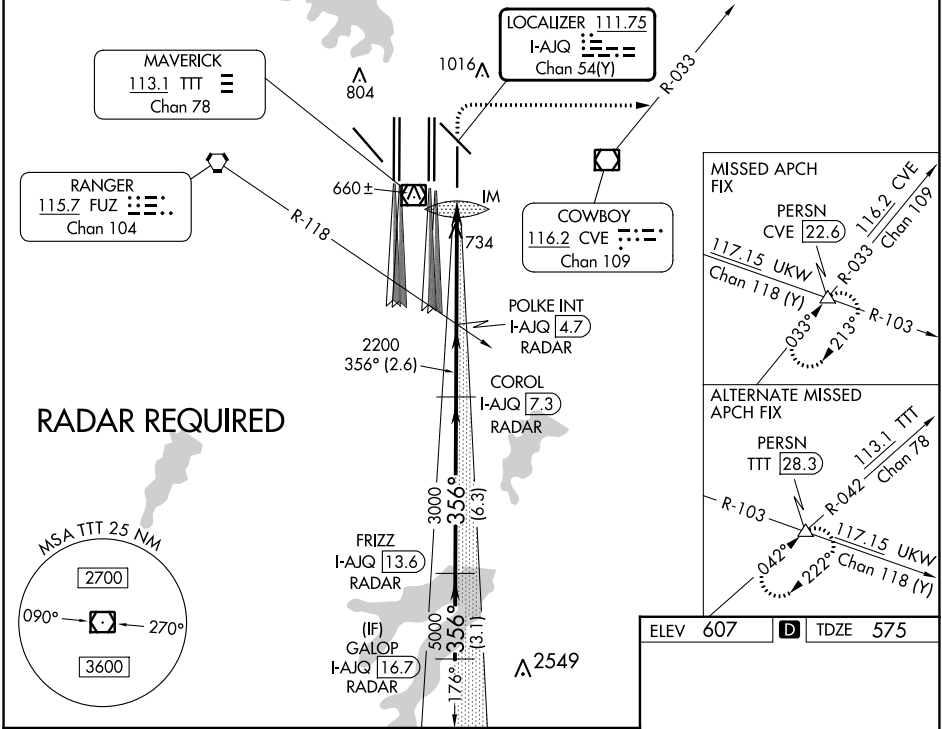 LOCALIZER 111.75
I-AJQ
Chan 54(Y)
R-033
MAVERICK
113.1 TTT
Chan 78
804
1016
RANGER
115.7 FUZ
Chan 104
R-118
660 ±
IM
734
COWBOY
116.2 CVE
Chan 109
POLKE INT
I-AJQ 4.7
RADAR
2200
356° (2.6)
COROL
I-AJQ 7.3
RADAR
RADAR REQUIRED
3000
356°
(6.3)
FRIZZ
I-AJQ 13.6
RADAR
5000
356°
(3.1)
(IF)
GALOP
I-AJQ 16.7
RADAR
176°
2549
MSA TTT 25 NM
2700
090°
270°
3600
MISSED APCH
FIX
PERSN
CVE 22.6
116.2 CVE
Chan 109
R-033
117.15 UKW
Chan 118 (Y)
R-103
033°
213°
ALTERNATE MISSED
APCH FIX
PERSN
TTT 28.3
113.1 TTT
Chan 78
R-042
R-103
117.15 UKW
Chan 118 (Y)
042°
222°
ELEV 607 D TDZE 575